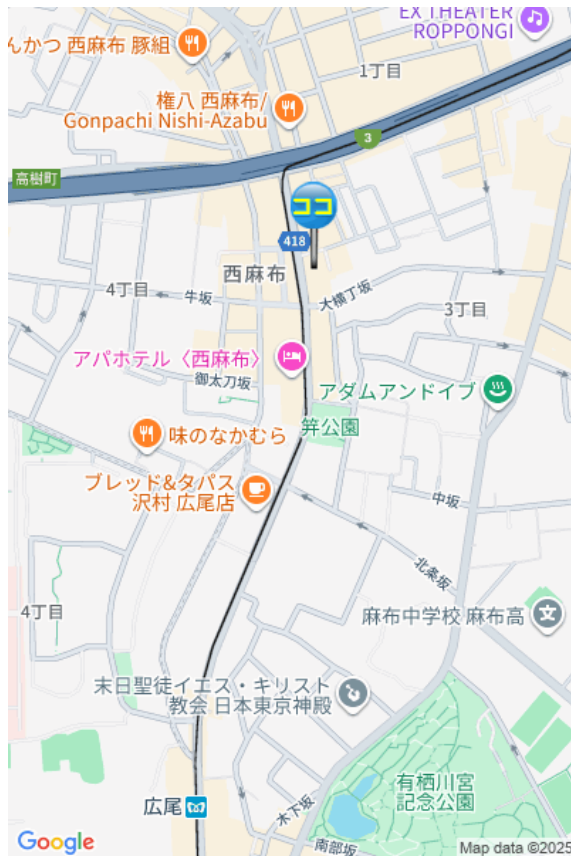 EX THEATER
ROPPONGI
んかつ 西麻布 豚組
1丁目
権八 西麻布/
Gonpachi Nishi-Azabu
3
高樹町
ココ
418
西麻布
4丁目
牛坂
大横丁坂
3丁目
アパホテル〈西麻布〉
御太刀坂
アダムアンドイブ
笄公園
味のなかむら
ブレッド&タパス
沢村 広尾店
中坂
北条坂
4丁目
麻布中学校 麻布高
末日聖徒イエス・キリスト
教会 日本東京神殿
有栖川宮
記念公園
広尾
木下坂
南部坂
Google
Map data ©2025